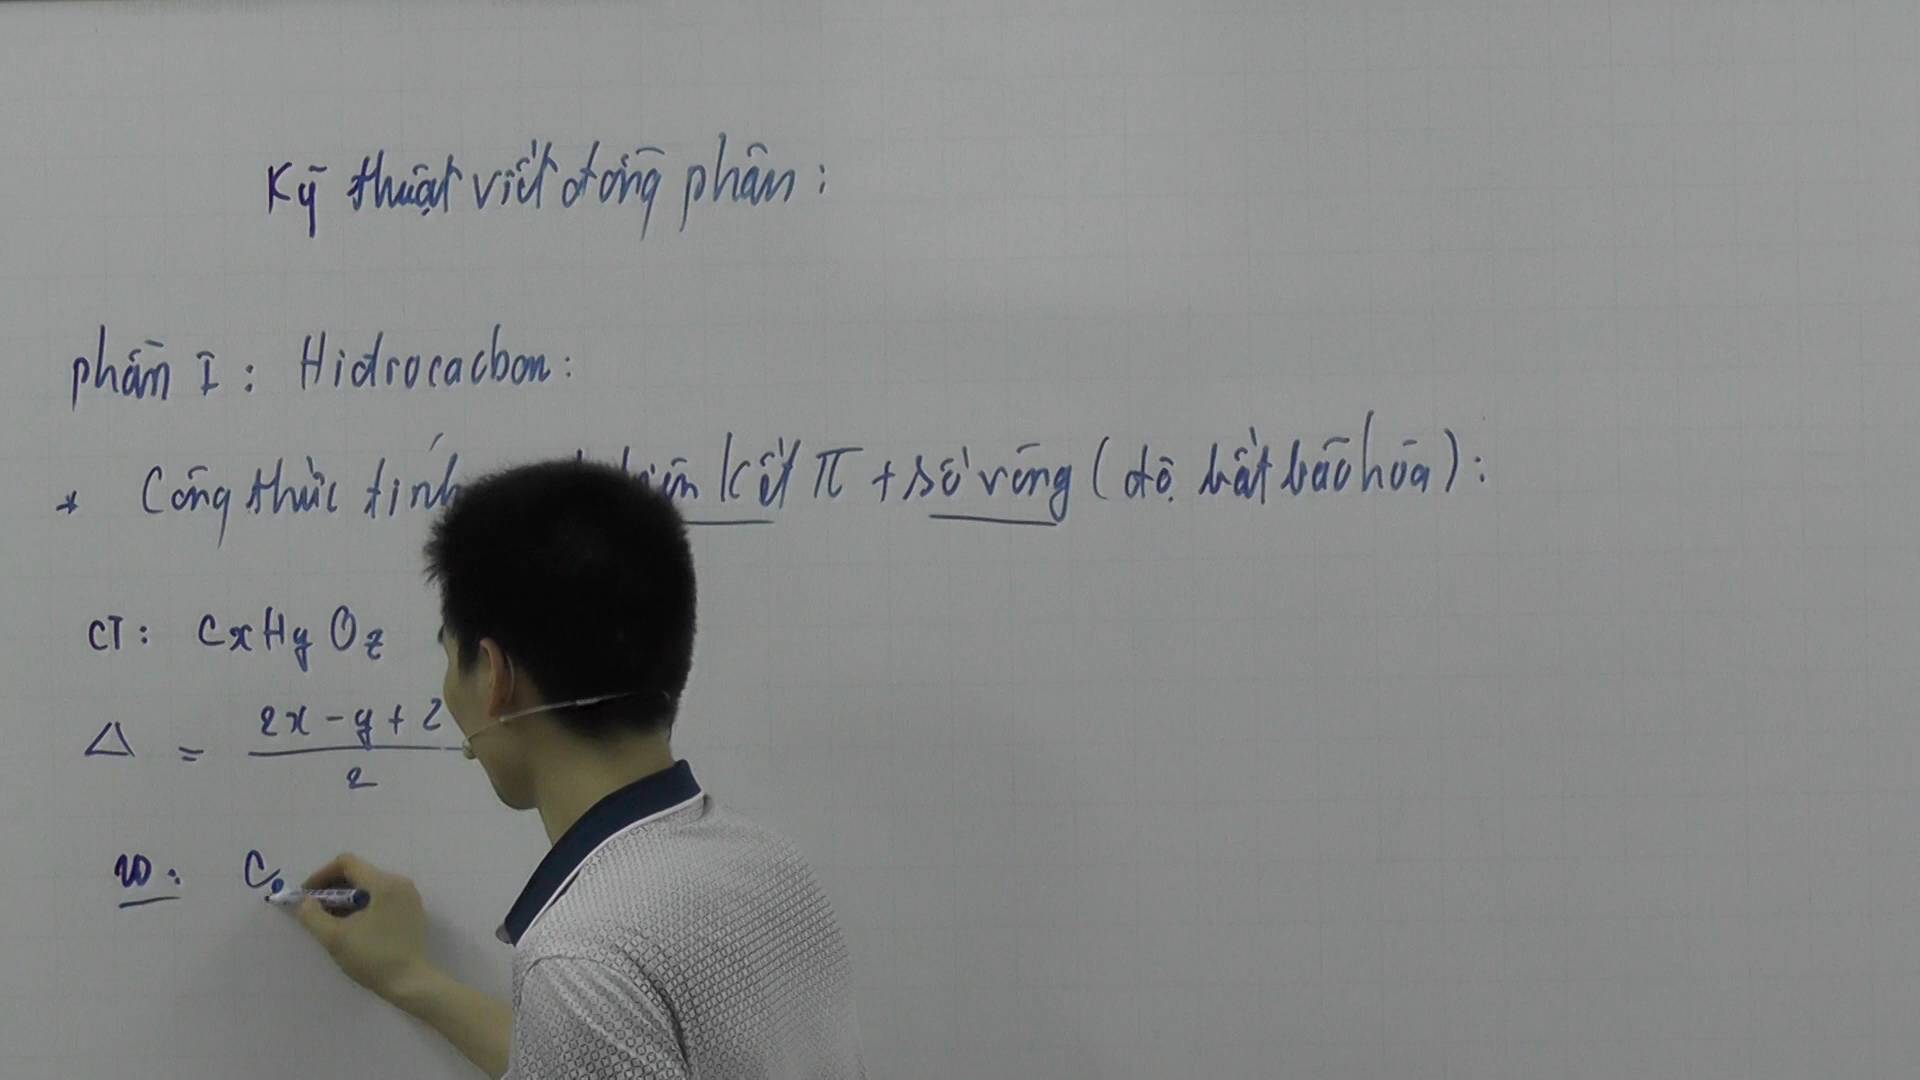 Kỹ thuật viết đồng phân:
phần I: Hidrocacbon:
* Công thức tính kết π + số vòng (độ bất bão hòa):
CT: CxHyOz
Δ = 2x - y + 2
2
VD: C